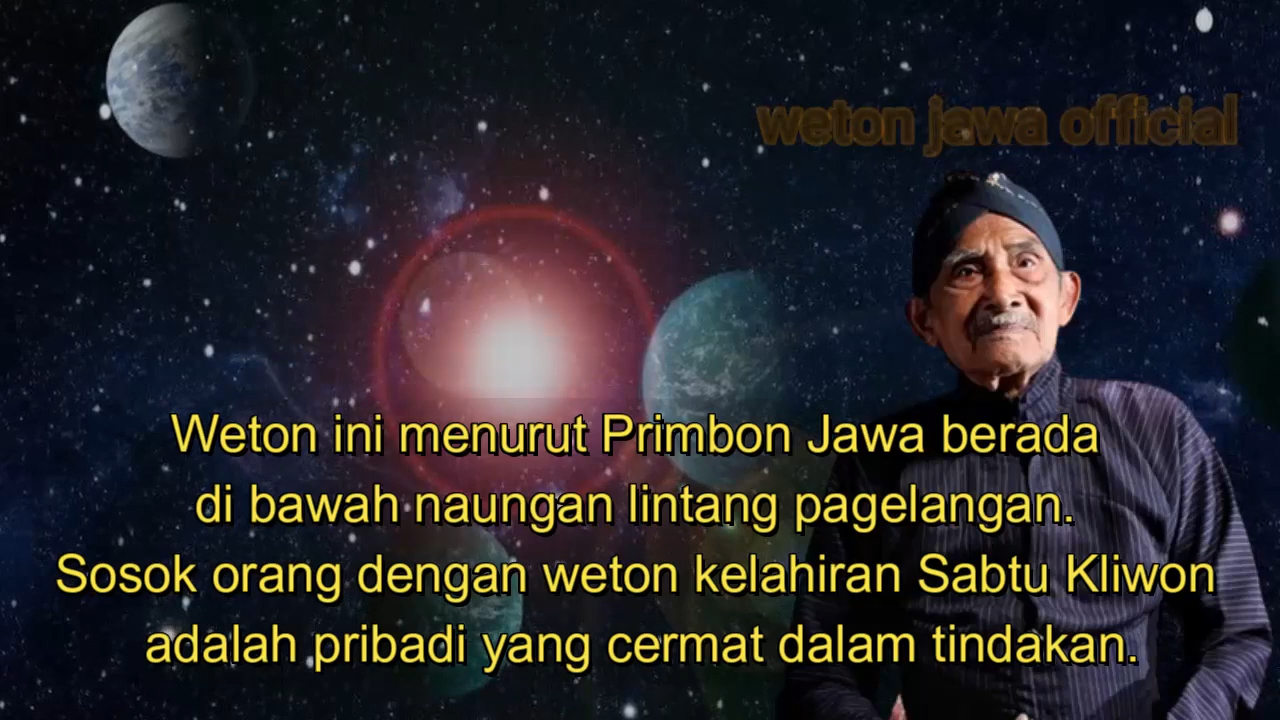 weton jawa official
Weton ini menurut Primbon Jawa berada
di bawah naungan lintang pagelangan.
Sosok orang dengan weton kelahiran Sabtu Kliwon
adalah pribadi yang cermat dalam tindakan.